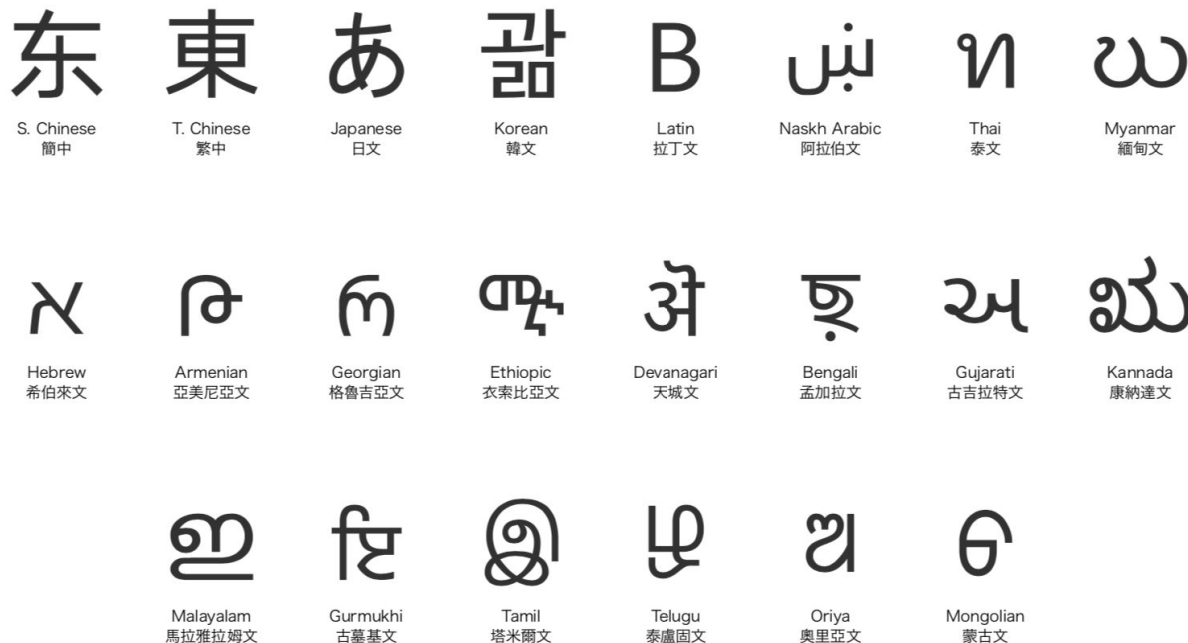 东 東 あ 괆 B ࢮ ท ဃ
S. Chinese T. Chinese Japanese Korean Latin Naskh Arabic Thai Myanmar
簡中 繁中 日文 韓文 拉丁文 阿拉伯文 泰文 緬甸文
א թ რ ऄ
Hebrew Armenian Georgian Ethiopic Devanagari Bengali Gujarati Kannada
希伯來文 亞美尼亞文 格魯吉亞文 衣索比亞文 天城文 孟加拉文 古吉拉特文 康納達文
ഇ ਇ இ ଅ
Malayalam Gurmukhi Tamil Telugu Oriya Mongolian
馬拉雅拉姆文 古墓基文 塔米爾文 泰盧固文 奧里亞文 蒙古文